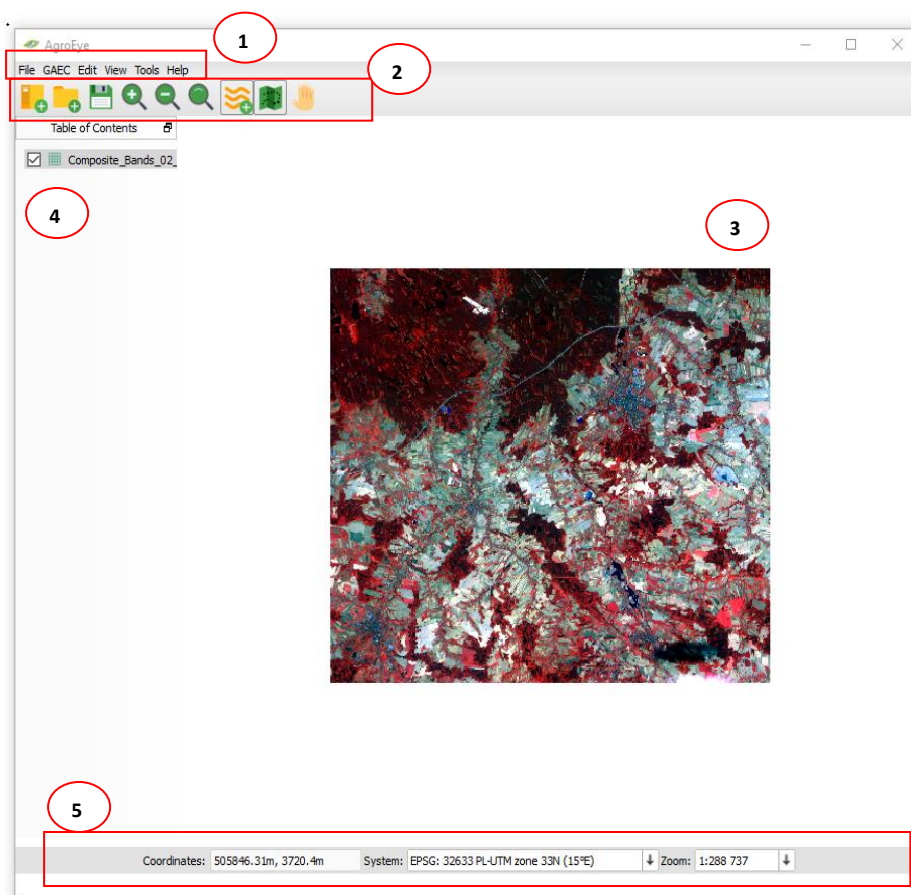 AgroEye
1
File GAEC Edit View Tools Help
2
Table of Contents
Composite_Bands_02_
4
3
5
Coordinates: 505846.31m, 3720.4m System: EPSG: 32633 PL-UTM zone 33N (15°E) Zoom: 1:288 737